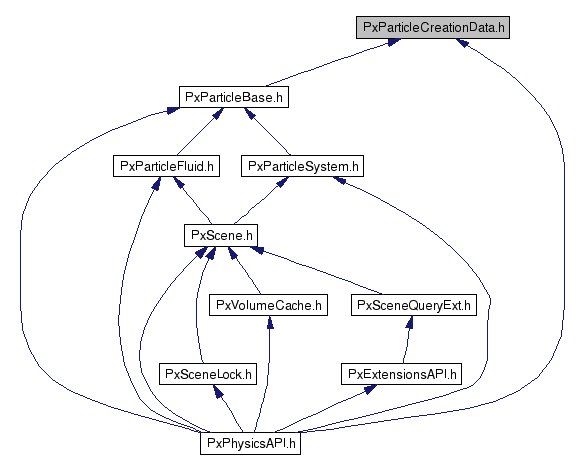 PxParticleCreationData.h
PxParticleBase.h
PxParticleFluid.h
PxParticleSystem.h
PxScene.h
PxVolumeCache.h
PxSceneQueryExt.h
PxSceneLock.h
PxExtensionsAPI.h
PxPhysicsAPI.h